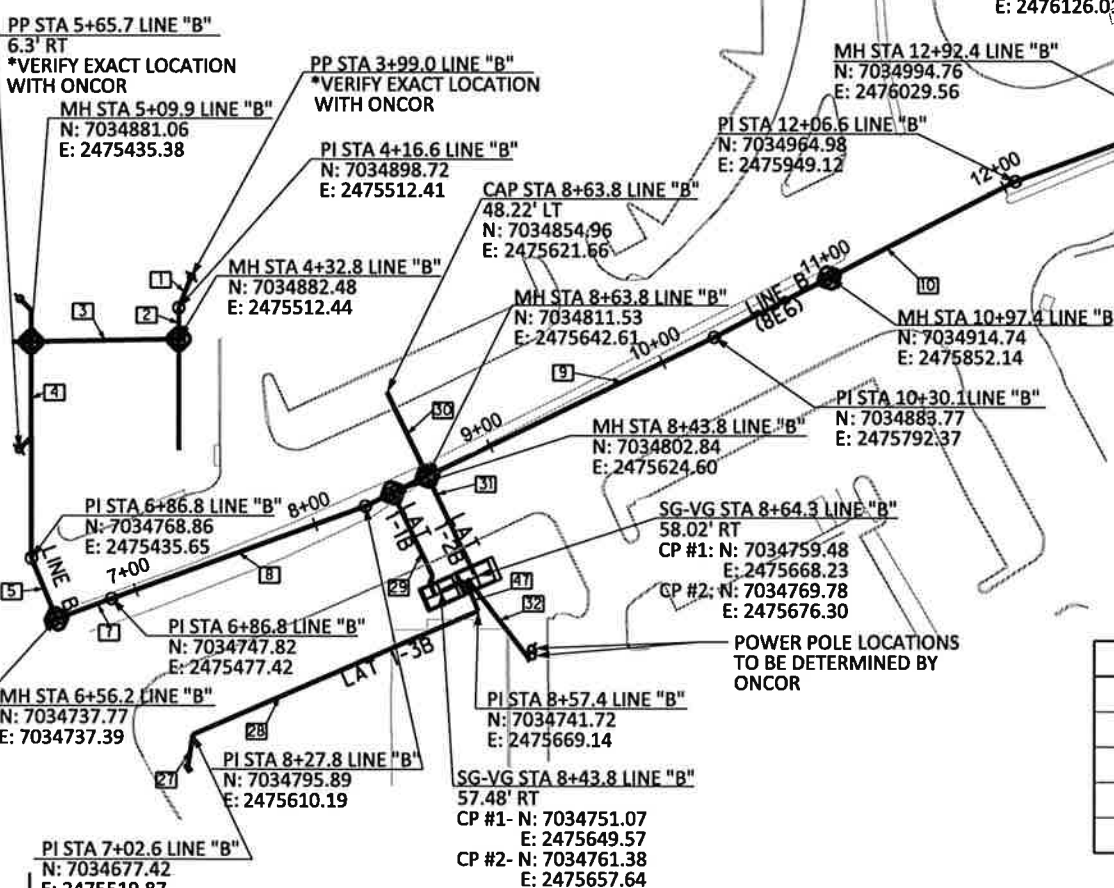 E: 2476126.03
PP STA 5+65.7 LINE "B"
6.3' RT
*VERIFY EXACT LOCATION
WITH ONCOR
PP STA 3+99.0 LINE "B"
*VERIFY EXACT LOCATION
WITH ONCOR
MH STA 12+92.4 LINE "B"
N: 7034994.76
E: 2476029.56
MH STA 5+09.9 LINE "B"
N: 7034881.06
E: 2475435.38
PI STA 12+06.6 LINE "B"
N: 7034964.98
E: 2475949.12
PI STA 4+16.6 LINE "B"
N: 7034898.72
E: 2475512.41
CAP STA 8+63.8 LINE "B"
48.22' LT
N: 7034854.96
E: 2475621.66
12+00
MH STA 4+32.8 LINE "B"
N: 7034882.48
E: 2475512.44
1
2
3
4
MH STA 8+63.8 LINE "B"
N: 7034811.53
E: 2475642.61
11+00
LINE B
(8E6)
10
MH STA 10+97.4 LINE "B"
N: 7034914.74
E: 2475852.14
10+00
9
PI STA 10+30.1LINE "B"
N: 7034883.77
E: 2475792.37
30
9+00
MH STA 8+43.8 LINE "B"
N: 7034802.84
E: 2475624.60
31
8+00
PI STA 6+86.8 LINE "B"
N: 7034768.86
E: 2475435.65
LINE B
7+00
5
7
8
LAT
1-1B
LAT
1-2B
29
47
32
SG-VG STA 8+64.3 LINE "B"
58.02' RT
CP #1: N: 7034759.48
E: 2475668.23
CP #2: N: 7034769.78
E: 2475676.30
PI STA 6+86.8 LINE "B"
N: 7034747.82
E: 2475477.42
LAT 1-3B
POWER POLE LOCATIONS
TO BE DETERMINED BY
ONCOR
MH STA 6+56.2 LINE "B"
N: 7034737.77
E: 7034737.39
28
27
PI STA 8+57.4 LINE "B"
N: 7034741.72
E: 2475669.14
PI STA 8+27.8 LINE "B"
N: 7034795.89
E: 2475610.19
SG-VG STA 8+43.8 LINE "B"
57.48' RT
CP #1- N: 7034751.07
E: 2475649.57
CP #2- N: 7034761.38
E: 2475657.64
PI STA 7+02.6 LINE "B"
N: 7034677.42
E: 2475519.87